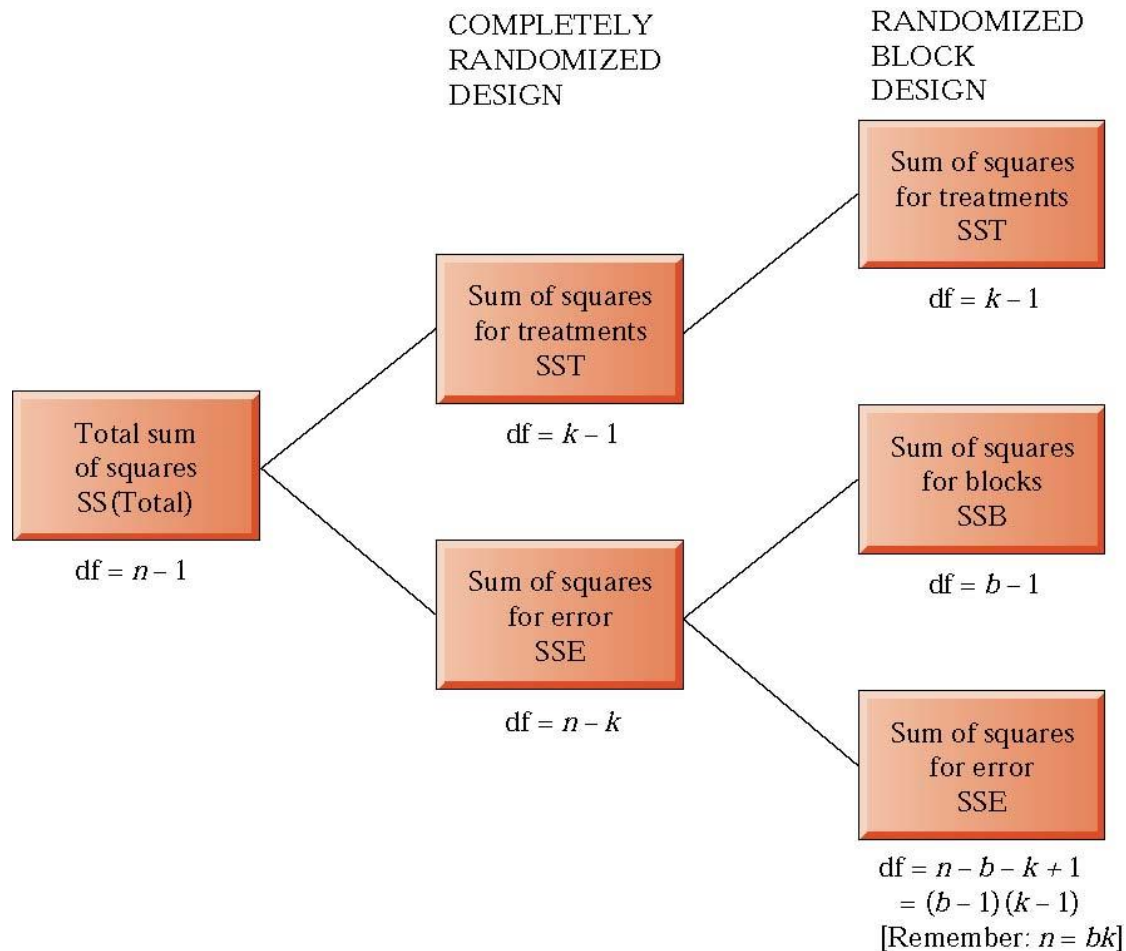 COMPLETELY
RANDOMIZED
DESIGN
RANDOMIZED
BLOCK
DESIGN
Total sum
of squares
SS(Total)
df = n − 1
Sum of squares
for treatments
SST
df = k − 1
Sum of squares
for error
SSE
df = n − k
Sum of squares
for treatments
SST
df = k − 1
Sum of squares
for blocks
SSB
df = b − 1
Sum of squares
for error
SSE
df = n − b − k + 1
= (b − 1)(k − 1)
[Remember: n = bk]